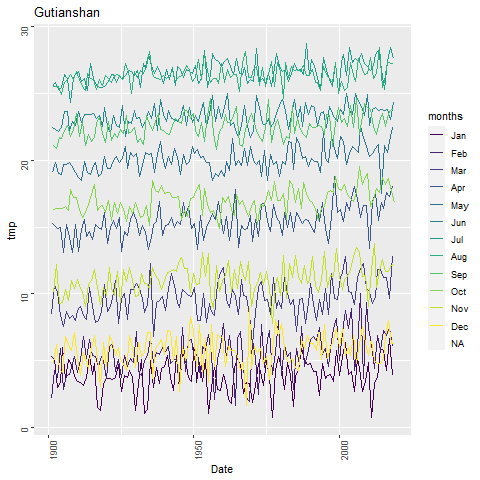 Gutianshan
30
20
10
0
tmp
1900
1950
2000
Date
months
Jan
Feb
Mar
Apr
May
Jun
Jul
Aug
Sep
Oct
Nov
Dec
NA